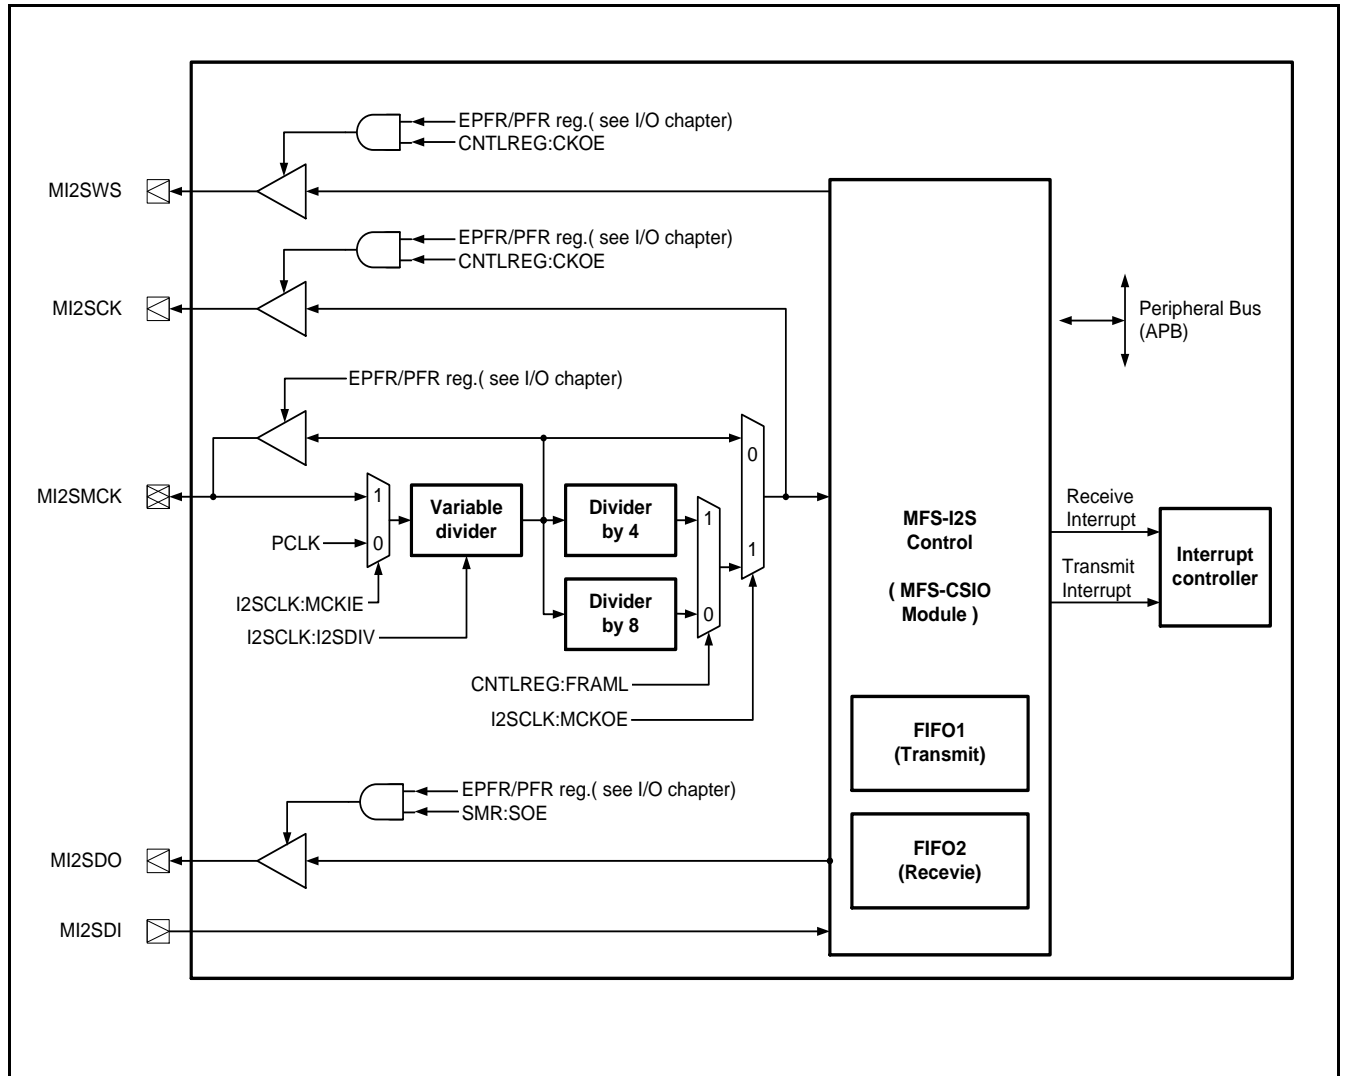 EPFR/PFR reg.( see I/O chapter)
CNTLREG:CKOE
MI2SWS
EPFR/PFR reg.( see I/O chapter)
CNTLREG:CKOE
MI2SCK
Peripheral Bus
(APB)
EPFR/PFR reg.( see I/O chapter)
0
MI2SMCK
1
Variable
divider
Divider
by 4
1
PCLK
0
1
MFS-I2S
Control
( MFS-CSIO
Module )
Receive
Interrupt
Transmit
Interrupt
Interrupt
controller
I2SCLK:MCKIE
I2SCLK:I2SDIV
Divider
by 8
0
CNTLREG:FRAML
I2SCLK:MCKOE
FIFO1
(Transmit)
EPFR/PFR reg.( see I/O chapter)
SMR:SOE
FIFO2
(Recevie)
MI2SDO
MI2SDI